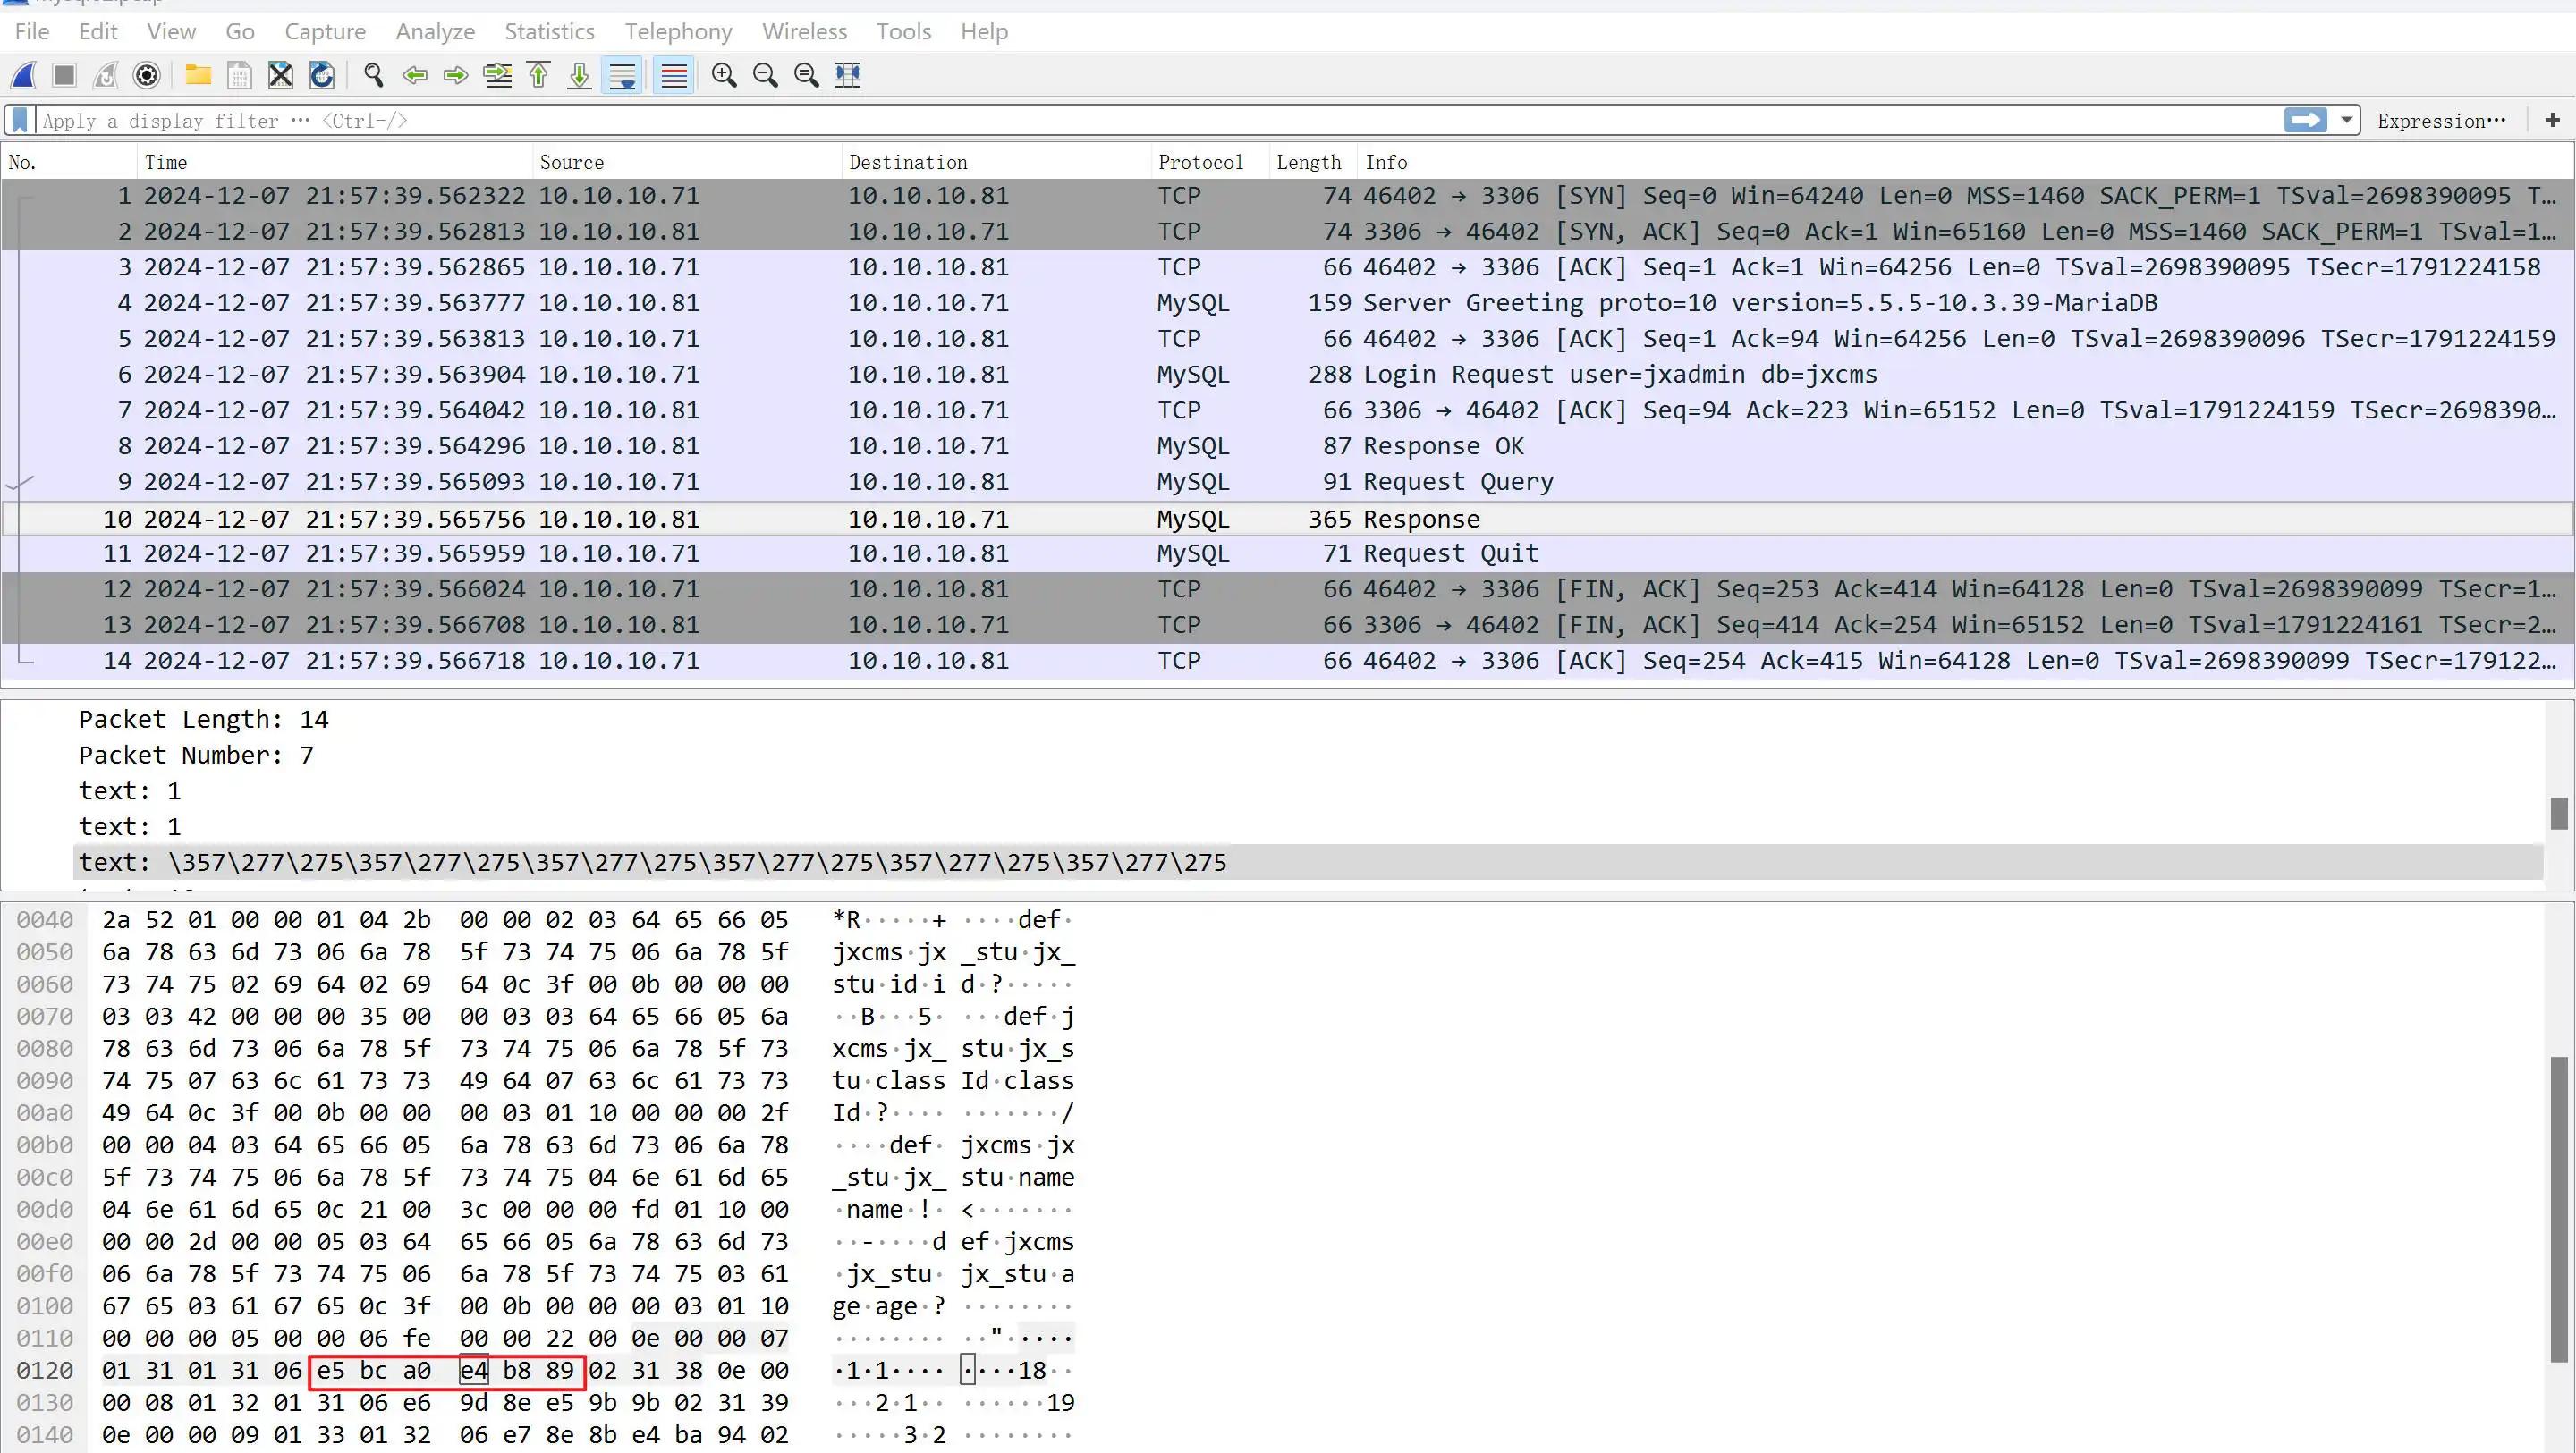 File Edit View Go Capture Analyze Statistics Telephony Wireless Tools Help
Apply a display filter ⋯ <Ctrl-/> Expression⋯ +
No. Time Source Destination Protocol Length Info
1 2024-12-07 21:57:39.562322 10.10.10.71 10.10.10.81 TCP 74 46402 → 3306 [SYN] Seq=0 Win=64240 Len=0 MSS=1460 SACK_PERM=1 TSval=2698390095 T…
2 2024-12-07 21:57:39.562813 10.10.10.81 10.10.10.71 TCP 74 3306 → 46402 [SYN, ACK] Seq=0 Ack=1 Win=65160 Len=0 MSS=1460 SACK_PERM=1 TSval=1…
3 2024-12-07 21:57:39.562865 10.10.10.71 10.10.10.81 TCP 66 46402 → 3306 [ACK] Seq=1 Ack=1 Win=64256 Len=0 TSval=2698390095 TSecr=1791224158
4 2024-12-07 21:57:39.563777 10.10.10.81 10.10.10.71 MySQL 159 Server Greeting proto=10 version=5.5.5-10.3.39-MariaDB
5 2024-12-07 21:57:39.563813 10.10.10.71 10.10.10.81 TCP 66 46402 → 3306 [ACK] Seq=1 Ack=94 Win=64256 Len=0 TSval=2698390096 TSecr=1791224159
6 2024-12-07 21:57:39.563904 10.10.10.71 10.10.10.81 MySQL 288 Login Request user=jxadmin db=jxcms
7 2024-12-07 21:57:39.564042 10.10.10.81 10.10.10.71 TCP 66 3306 → 46402 [ACK] Seq=94 Ack=223 Win=65152 Len=0 TSval=1791224159 TSecr=2698390…
8 2024-12-07 21:57:39.564296 10.10.10.81 10.10.10.71 MySQL 87 Response OK
9 2024-12-07 21:57:39.565093 10.10.10.71 10.10.10.81 MySQL 91 Request Query
10 2024-12-07 21:57:39.565756 10.10.10.81 10.10.10.71 MySQL 365 Response
11 2024-12-07 21:57:39.565959 10.10.10.71 10.10.10.81 MySQL 71 Request Quit
12 2024-12-07 21:57:39.566024 10.10.10.71 10.10.10.81 TCP 66 46402 → 3306 [FIN, ACK] Seq=253 Ack=414 Win=64128 Len=0 TSval=2698390099 TSecr=1…
13 2024-12-07 21:57:39.566708 10.10.10.81 10.10.10.71 TCP 66 3306 → 46402 [FIN, ACK] Seq=414 Ack=254 Win=65152 Len=0 TSval=1791224161 TSecr=2…
14 2024-12-07 21:57:39.566718 10.10.10.71 10.10.10.81 TCP 66 46402 → 3306 [ACK] Seq=254 Ack=415 Win=64128 Len=0 TSval=2698390099 TSecr=179122…
Packet Length: 14
Packet Number: 7
text: 1
text: 1
text: \357\277\275\357\277\275\357\277\275\357\277\275\357\277\275\357\277\275
0040 2a 52 01 00 00 01 04 2b 00 00 02 03 64 65 66 05 *R·····+ ····def·
0050 6a 78 63 6d 73 06 6a 78 5f 73 74 75 06 6a 78 5f jxcms·jx _stu·jx_
0060 73 74 75 02 69 64 02 69 64 0c 3f 00 0b 00 00 00 stu·id·i d·?·····
0070 03 03 42 00 00 00 35 00 00 03 03 64 65 66 05 6a ··B···5· ···def·j
0080 78 63 6d 73 06 6a 78 5f 73 74 75 06 6a 78 5f 73 xcms·jx_ stu·jx_s
0090 74 75 07 63 6c 61 73 73 49 64 07 63 6c 61 73 73 tu·class Id·class
00a0 49 64 0c 3f 00 0b 00 00 00 03 01 10 00 00 00 2f Id·?···· ·······/
00b0 00 00 04 03 64 65 66 05 6a 78 63 6d 73 06 6a 78 ····def· jxcms·jx
00c0 5f 73 74 75 06 6a 78 5f 73 74 75 04 6e 61 6d 65 _stu·jx_ stu·name
00d0 04 6e 61 6d 65 0c 21 00 3c 00 00 00 fd 01 10 00 ·name·!· <·······
00e0 00 00 2d 00 00 05 03 64 65 66 05 6a 78 63 6d 73 ··-····d ef·jxcms
00f0 06 6a 78 5f 73 74 75 06 6a 78 5f 73 74 75 03 61 ·jx_stu· jx_stu·a
0100 67 65 03 61 67 65 0c 3f 00 0b 00 00 00 03 01 10 ge·age·? ········
0110 00 00 00 05 00 00 06 fe 00 00 22 00 0e 00 00 07 ········ ··"·····
0120 01 31 01 31 06 e5 bc a0 e4 b8 89 02 31 38 0e 00 ·1·1···· ····18··
0130 00 08 01 32 01 31 06 e6 9d 8e e5 9b 9b 02 31 39 ···2·1·· ······19
0140 0e 00 00 09 01 33 01 32 06 e7 8e 8b e4 ba 94 02 ·····3·2 ········